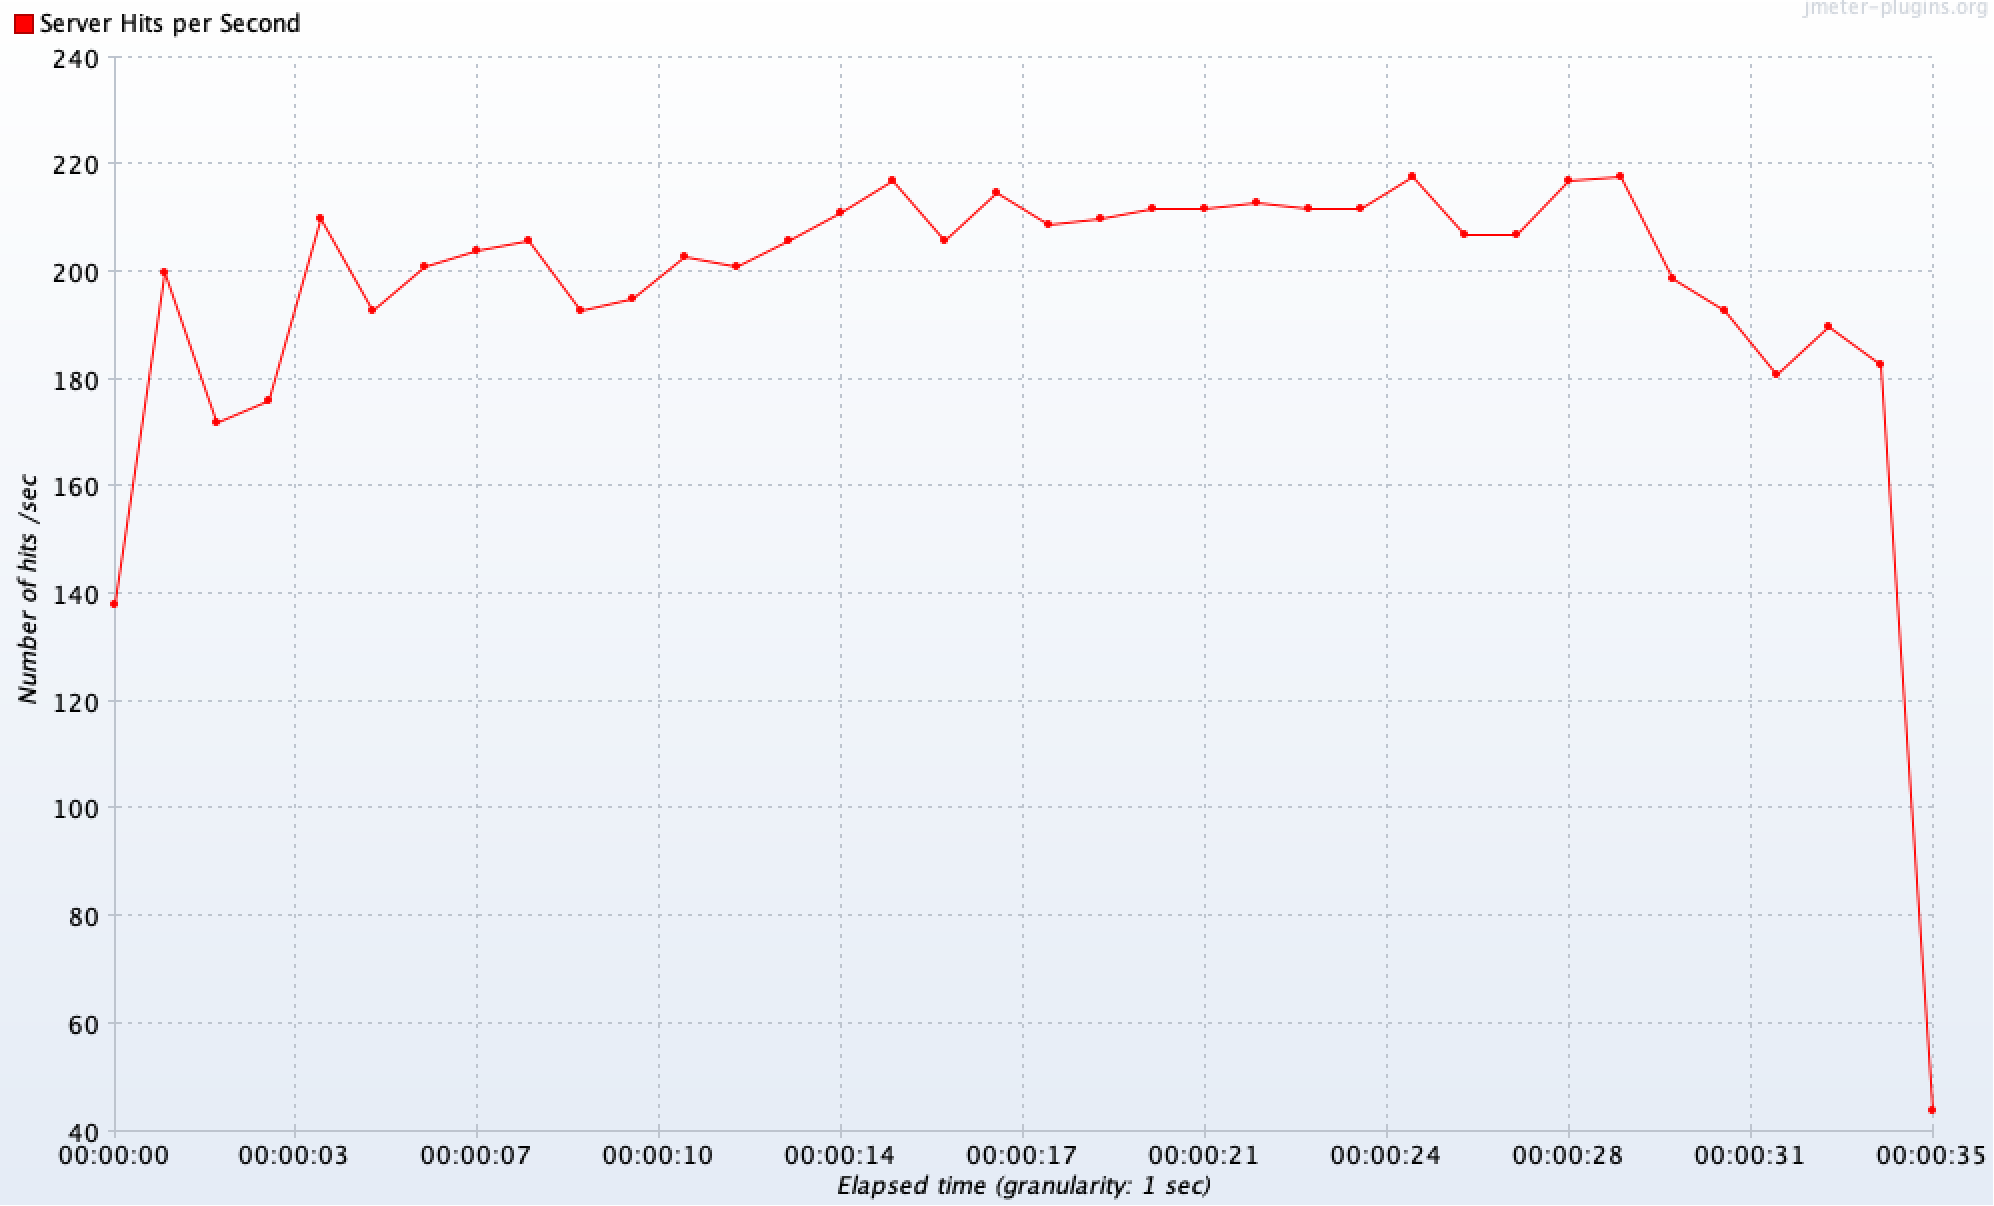 jmeter-plugins.org
Server Hits per Second
240
220
200
180
160
140
120
100
80
60
40
Number of hits /sec
00:00:00 00:00:03 00:00:07 00:00:10 00:00:14 00:00:17 00:00:21 00:00:24 00:00:28 00:00:31 00:00:35
Elapsed time (granularity: 1 sec)